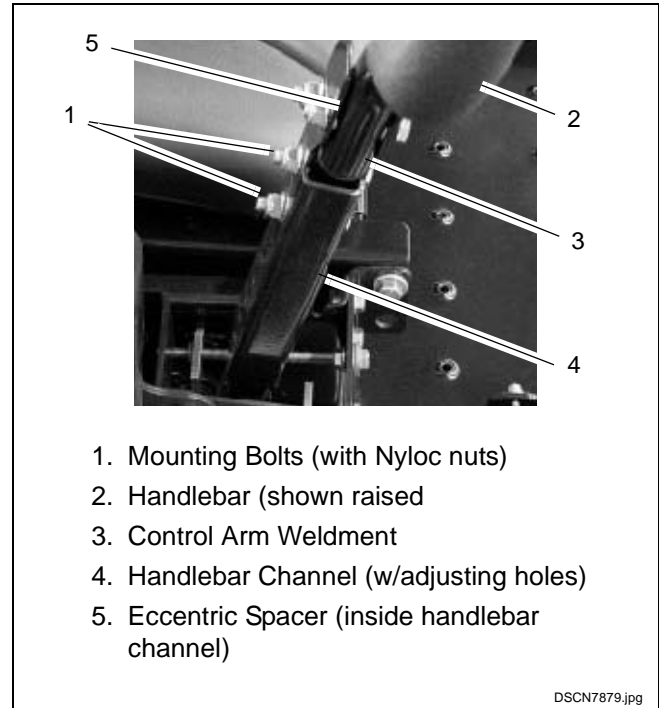 5
1
2
3
4
1. Mounting Bolts (with Nyloc nuts)
2. Handlebar (shown raised
3. Control Arm Weldment
4. Handlebar Channel (w/adjusting holes)
5. Eccentric Spacer (inside handlebar
channel)
DSCN7879.jpg